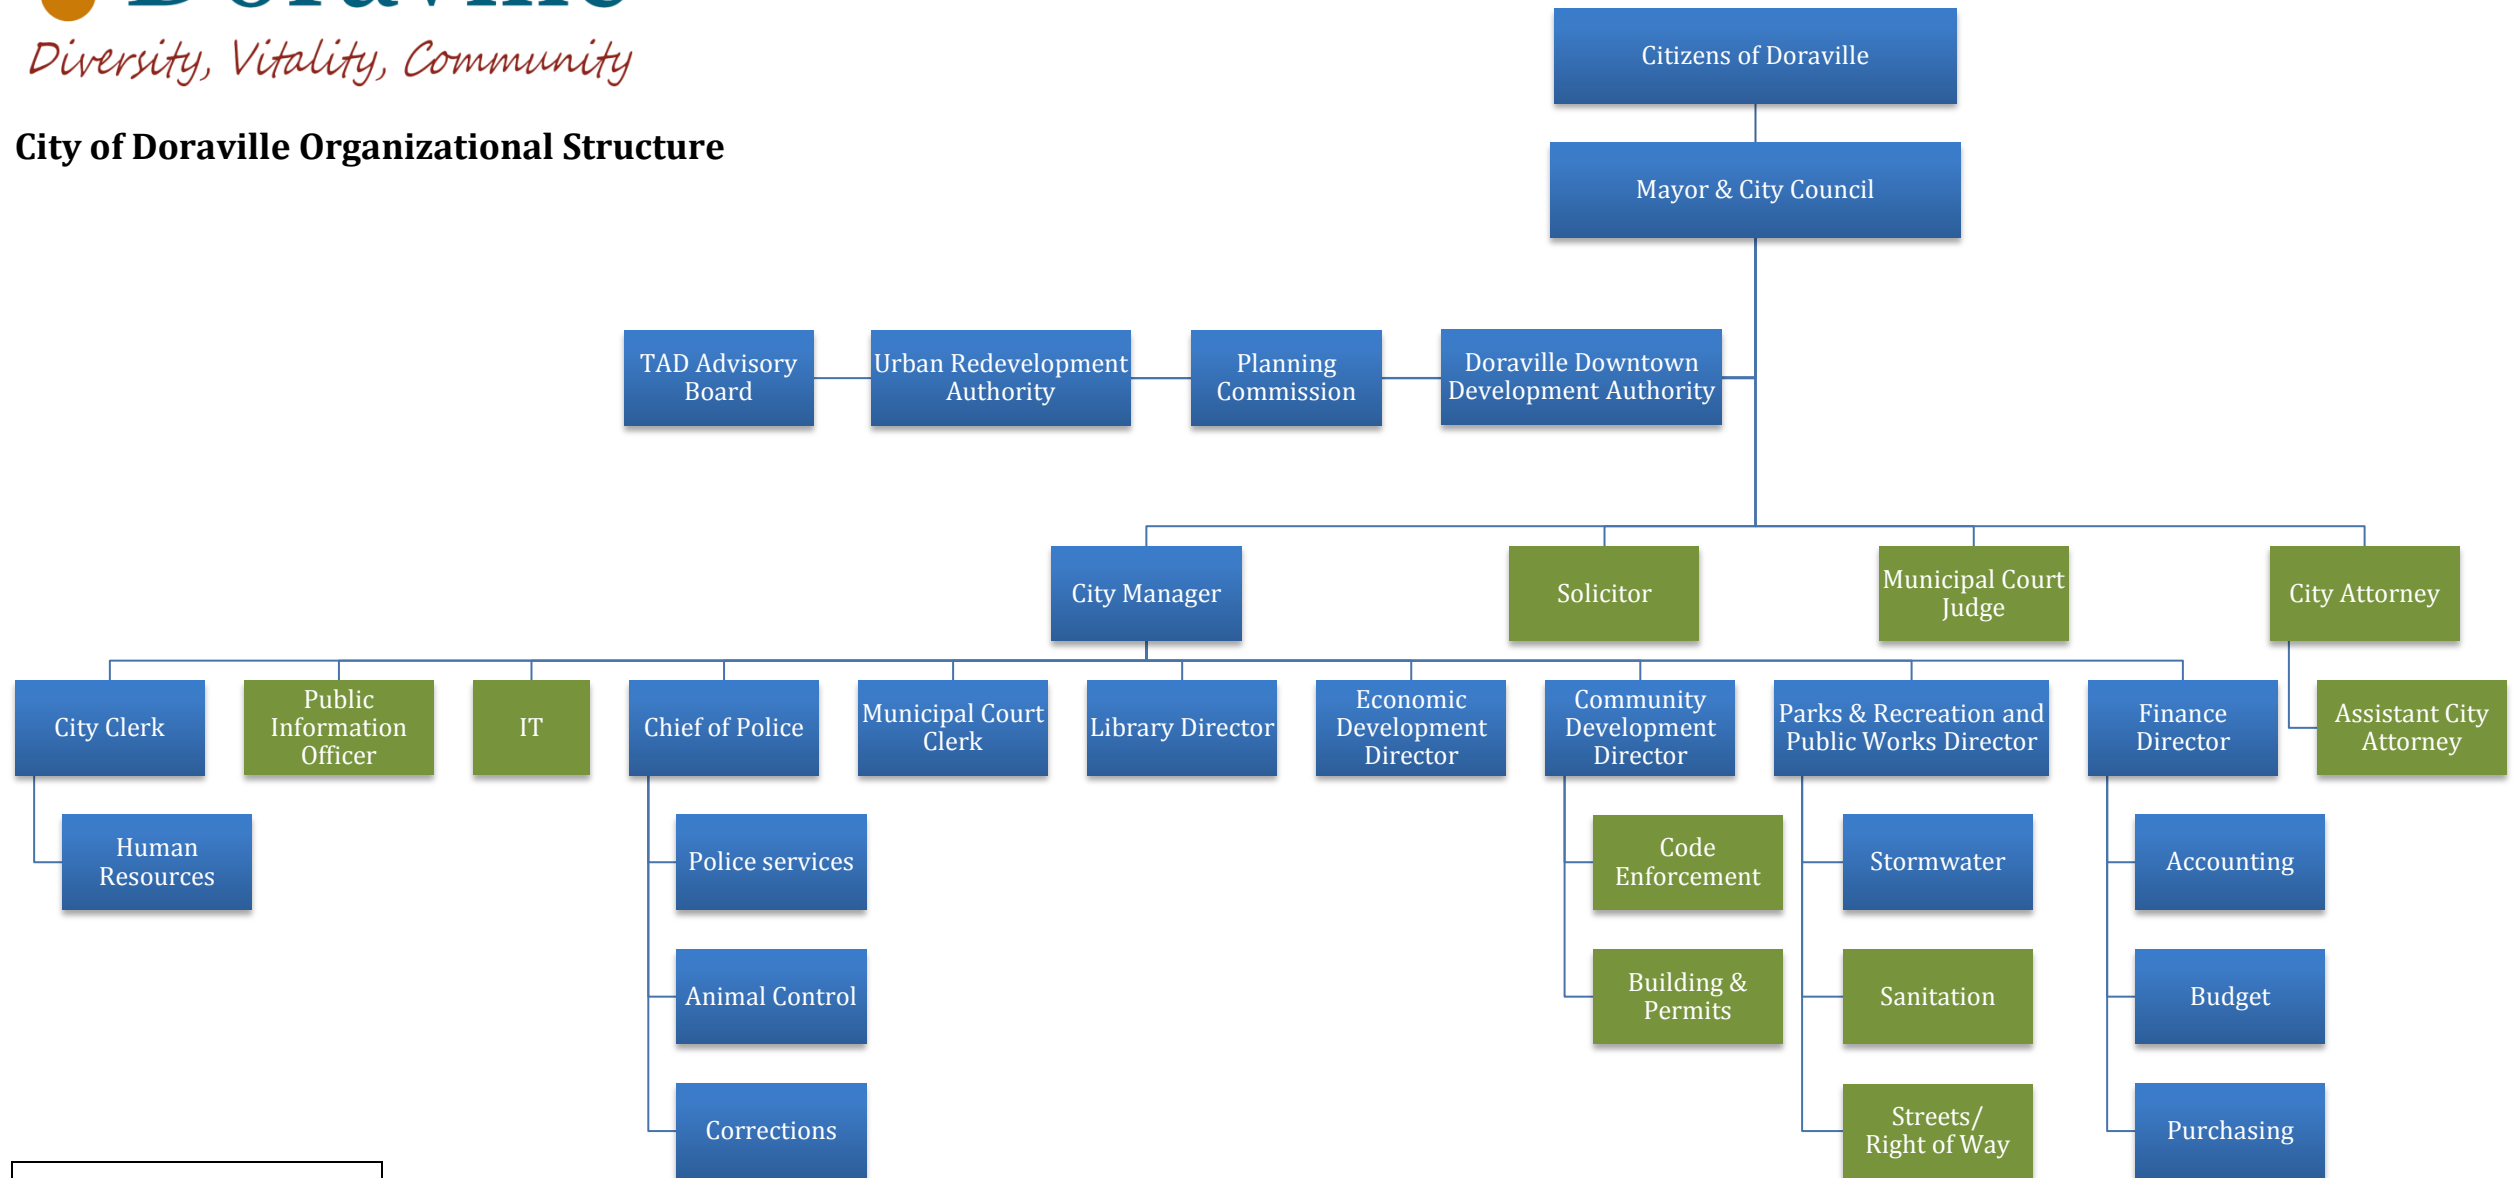 Doraville
Diversity, Vitality, Community
City of Doraville Organizational Structure
Citizens of Doraville
Mayor & City Council
TAD Advisory
Board
Urban Redevelopment
Authority
Planning
Commission
Doraville Downtown
Development Authority
City Manager
Solicitor
Municipal Court
Judge
City Attorney
City Clerk
Public
Information
Officer
IT
Chief of Police
Municipal Court
Clerk
Library Director
Economic
Development
Director
Community
Development
Director
Parks & Recreation and
Public Works Director
Finance
Director
Assistant City
Attorney
Human
Resources
Police services
Code
Enforcement
Stormwater
Accounting
Animal Control
Building &
Permits
Sanitation
Budget
Corrections
Streets/
Right of Way
Purchasing